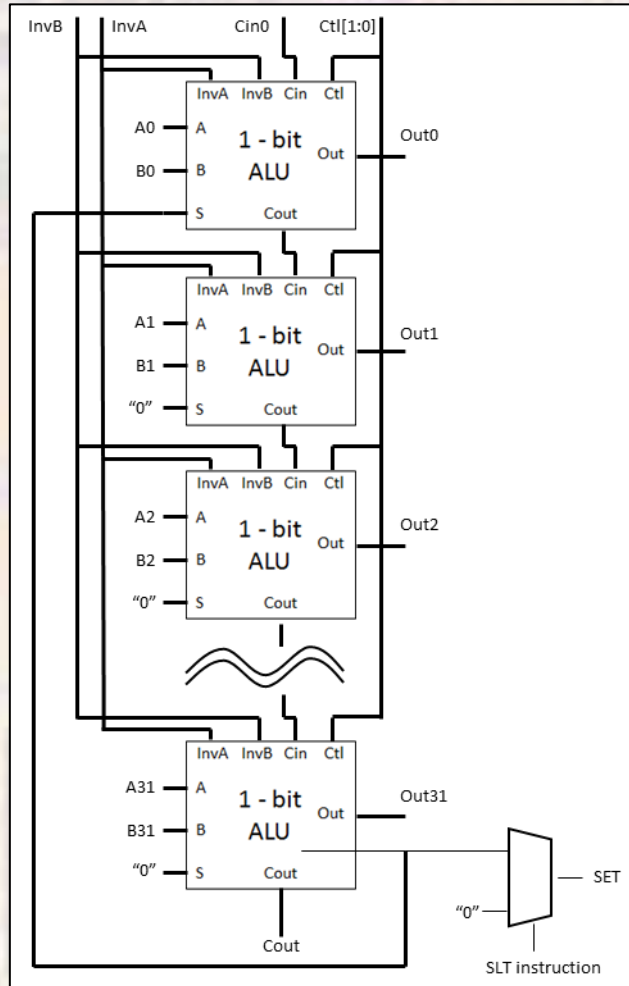 InvB InvA Cin0 Ctl[1:0]
InvA InvB Cin Ctl
A0 A 1 - bit Out Out0
B0 B ALU
S Cout
InvA InvB Cin Ctl
A1 A 1 - bit Out Out1
B1 B ALU
“0” S Cout
InvA InvB Cin Ctl
A2 A 1 - bit Out Out2
B2 B ALU
“0” S Cout
InvA InvB Cin Ctl
A31 A 1 - bit Out Out31
B31 B ALU
“0” S Cout
SET
“0”
Cout
SLT instruction